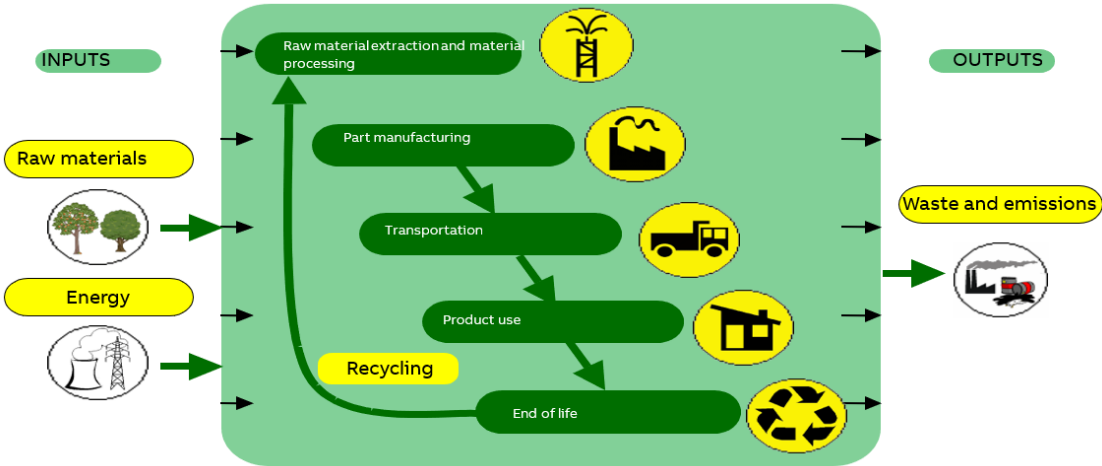 INPUTS
Raw materials
Energy
Raw material extraction and material
processing
Part manufacturing
Transportation
Product use
Recycling
End of life
OUTPUTS
Waste and emissions